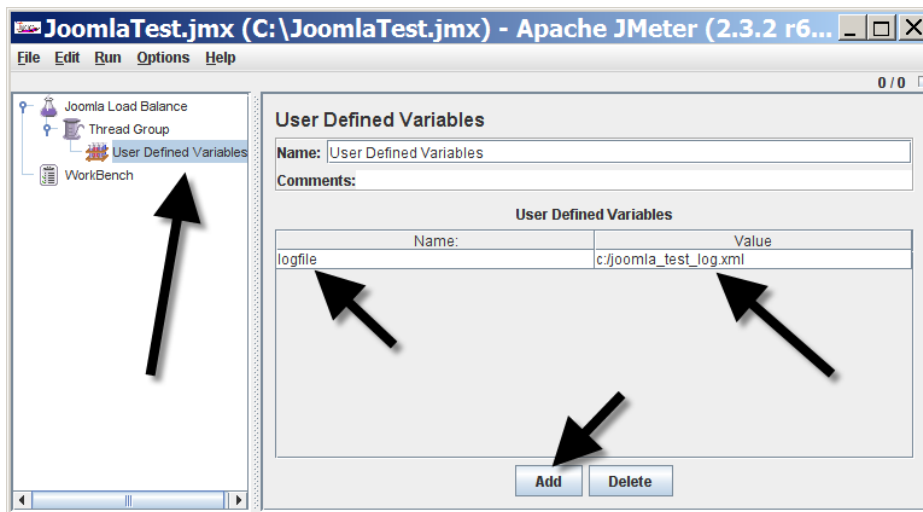 JoomlaTest.jmx (C:\JoomlaTest.jmx) - Apache JMeter (2.3.2 r6...
File Edit Run Options Help
0 / 0
Joomla Load Balance
Thread Group
User Defined Variables
WorkBench
User Defined Variables
Name: User Defined Variables
Comments:
User Defined Variables
Name: Value
logfile c:/joomla_test_log.xml
Add Delete